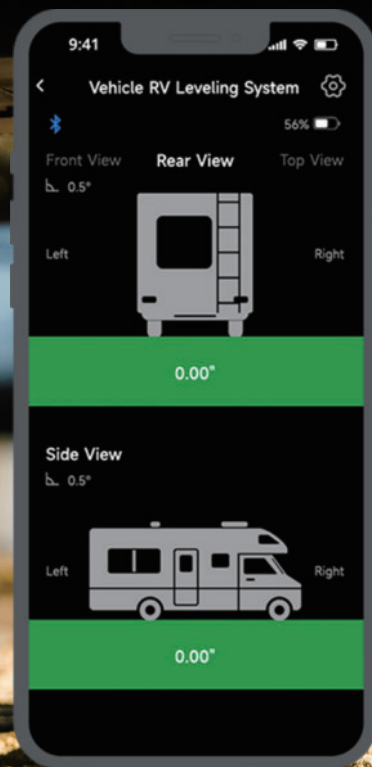 9:41
Vehicle RV Leveling System
56%
Front View Rear View Top View
0.5°
Left Right
0.00"
Side View
0.5°
Left Right
0.00"